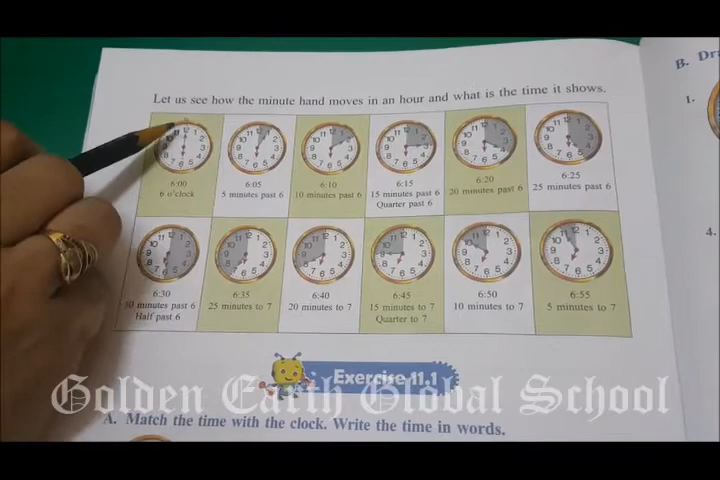 Let us see how the minute hand moves in an hour and what is the time it shows.
6:00
6 o'clock
6:05
5 minutes past 6
6:10
10 minutes past 6
6:15
15 minutes past 6
Quarter past 6
6:20
20 minutes past 6
6:25
25 minutes past 6
6:30
30 minutes past 6
Half past 6
6:35
25 minutes to 7
6:40
20 minutes to 7
6:45
15 minutes to 7
Quarter to 7
6:50
10 minutes to 7
6:55
5 minutes to 7
Exercise 11.1
Golden Earth Global School
A. Match the time with the clock. Write the time in words.
B.
1.
4.